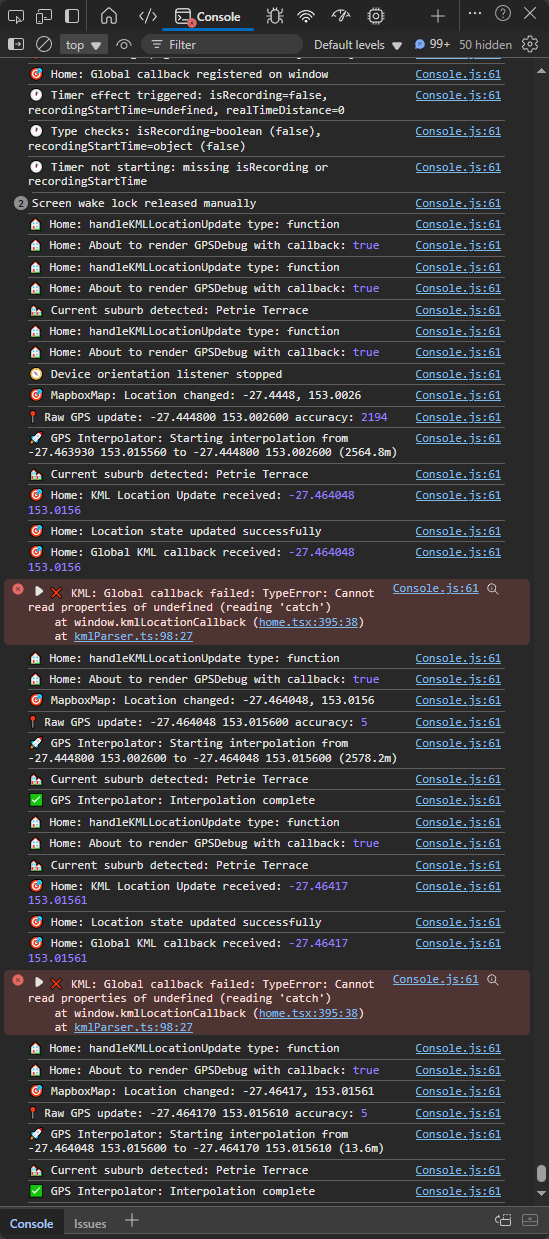 Console
top
Filter
Default levels
99+
50 hidden
Home: Global callback registered on window Console.js:61
Timer effect triggered: isRecording=false, Console.js:61
recordingStartTime=undefined, realTimeDistance=0
Type checks: isRecording=boolean (false), Console.js:61
recordingStartTime=object (false)
Timer not starting: missing isRecording or Console.js:61
recordingStartTime
2 Screen wake lock released manually Console.js:61
Home: handleKMLLocationUpdate type: function Console.js:61
Home: About to render GPSDebug with callback: true Console.js:61
Home: handleKMLLocationUpdate type: function Console.js:61
Home: About to render GPSDebug with callback: true Console.js:61
Current suburb detected: Petrie Terrace Console.js:61
Home: handleKMLLocationUpdate type: function Console.js:61
Home: About to render GPSDebug with callback: true Console.js:61
Device orientation listener stopped Console.js:61
MapboxMap: Location changed: -27.4448, 153.0026 Console.js:61
Raw GPS update: -27.444800 153.002600 accuracy: 2194 Console.js:61
GPS Interpolator: Starting interpolation from Console.js:61
-27.463930 153.015560 to -27.444800 153.002600 (2564.8m)
Current suburb detected: Petrie Terrace Console.js:61
Home: KML Location Update received: -27.464048 Console.js:61
153.0156
Home: Location state updated successfully Console.js:61
Home: Global KML callback received: -27.464048 Console.js:61
153.0156
KML: Global callback failed: TypeError: Cannot Console.js:61
read properties of undefined (reading 'catch')
at window.kmlLocationCallback (home.tsx:395:38)
at kmlParser.ts:98:27
Home: handleKMLLocationUpdate type: function Console.js:61
Home: About to render GPSDebug with callback: true Console.js:61
MapboxMap: Location changed: -27.464048, 153.0156 Console.js:61
Raw GPS update: -27.464048 153.015600 accuracy: 5 Console.js:61
GPS Interpolator: Starting interpolation from Console.js:61
-27.444800 153.002600 to -27.464048 153.015600 (2578.2m)
Current suburb detected: Petrie Terrace Console.js:61
GPS Interpolator: Interpolation complete Console.js:61
Home: handleKMLLocationUpdate type: function Console.js:61
Home: About to render GPSDebug with callback: true Console.js:61
Current suburb detected: Petrie Terrace Console.js:61
Home: KML Location Update received: -27.46417 Console.js:61
153.01561
Home: Location state updated successfully Console.js:61
Home: Global KML callback received: -27.46417 Console.js:61
153.01561
KML: Global callback failed: TypeError: Cannot Console.js:61
read properties of undefined (reading 'catch')
at window.kmlLocationCallback (home.tsx:395:38)
at kmlParser.ts:98:27
Home: handleKMLLocationUpdate type: function Console.js:61
Home: About to render GPSDebug with callback: true Console.js:61
MapboxMap: Location changed: -27.46417, 153.01561 Console.js:61
Raw GPS update: -27.464170 153.015610 accuracy: 5 Console.js:61
GPS Interpolator: Starting interpolation from Console.js:61
-27.464048 153.015600 to -27.464170 153.015610 (13.6m)
Current suburb detected: Petrie Terrace Console.js:61
GPS Interpolator: Interpolation complete Console.js:61
Console
Issues